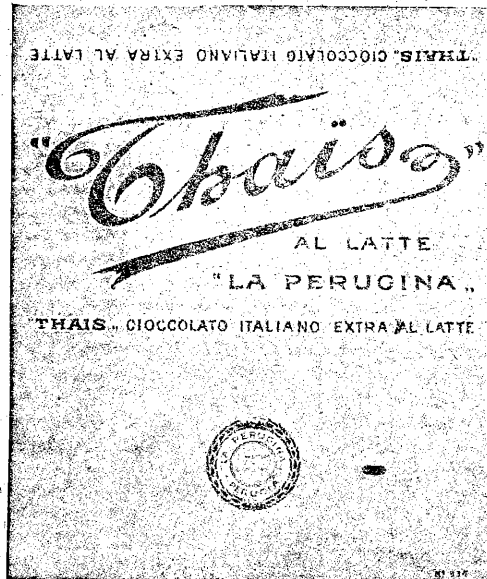 "THAIS„ CIOCCOLATO ITALIANO EXTRA AL LATTE
"Thaïs"
AL LATTE
"LA PERUGINA„
"THAIS„ CIOCCOLATO ITALIANO EXTRA AL LATTE
LA PERUGINA
PERUGIA